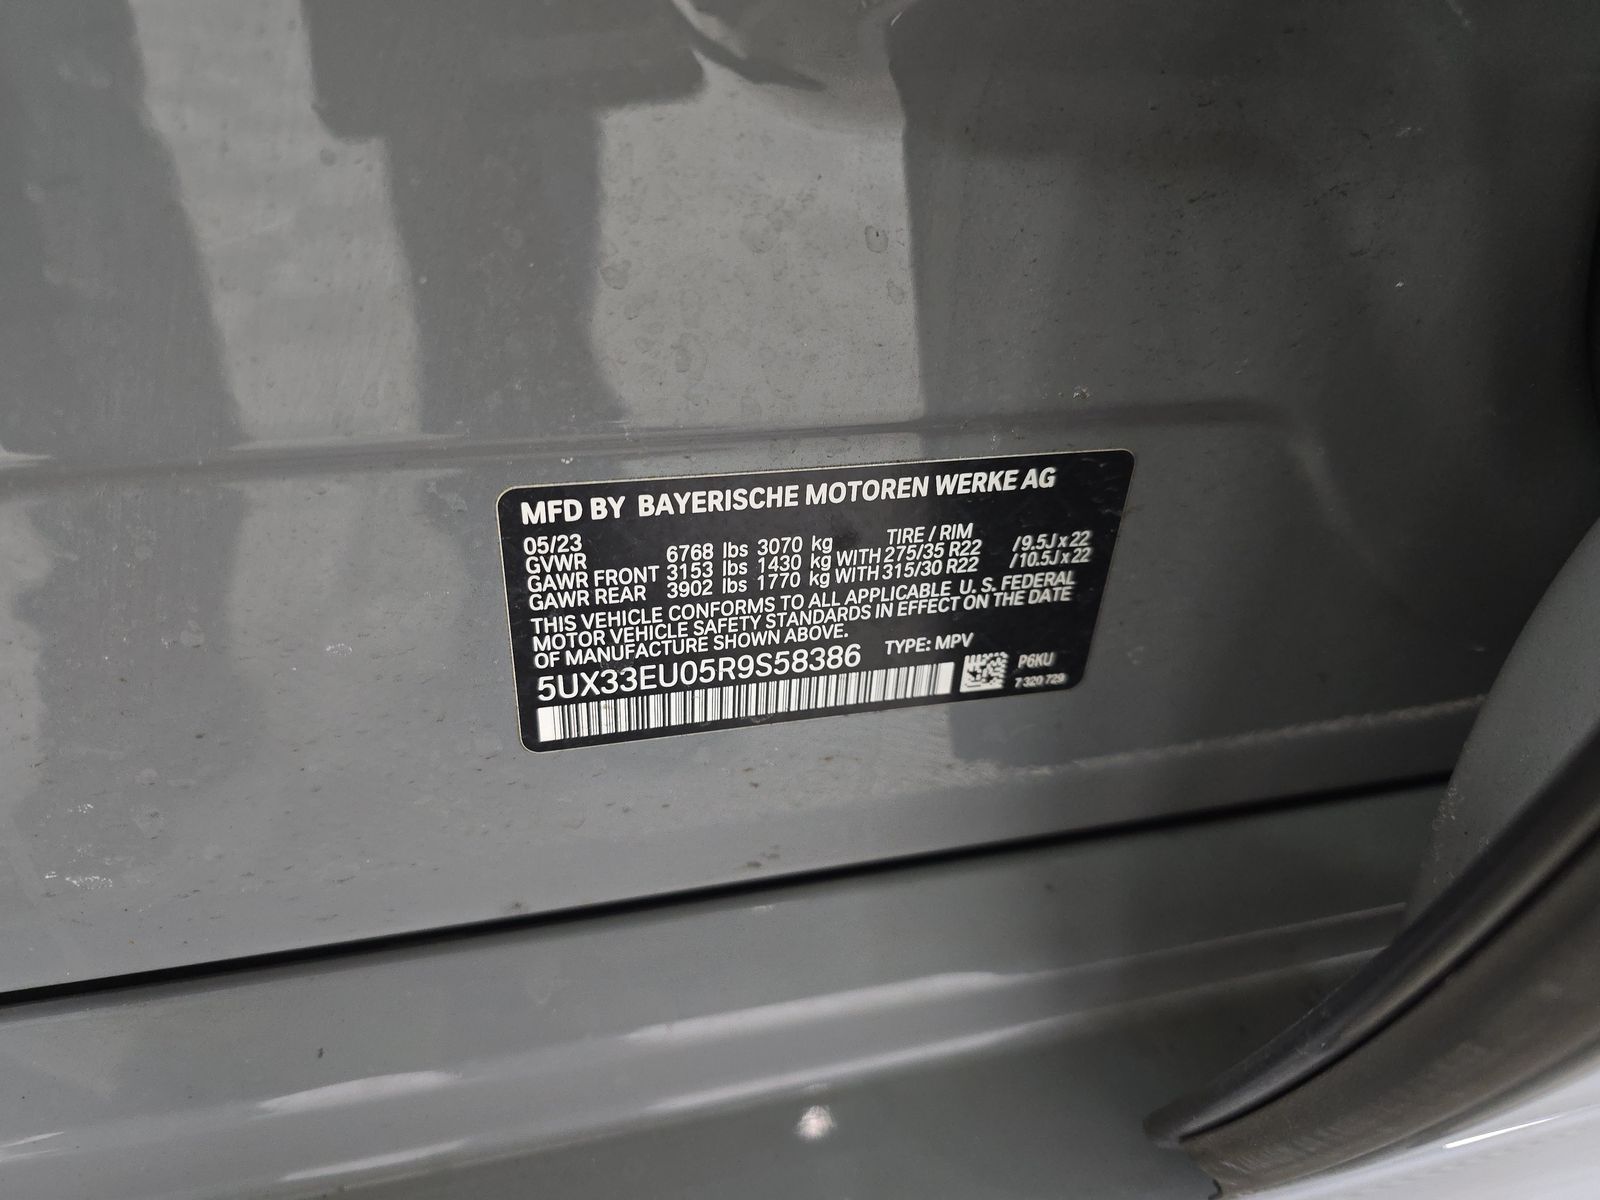 MFD BY BAYERISCHE MOTOREN WERKE AG
05/23 TIRE / RIM
GVWR 6768 lbs 3070 kg
GAWR FRONT 3153 lbs 1430 kg WITH 275/35 R22 /9.5J x 22
GAWR REAR 3902 lbs 1770 kg WITH 315/30 R22 /10.5J x 22
THIS VEHICLE CONFORMS TO ALL APPLICABLE U. S. FEDERAL
MOTOR VEHICLE SAFETY STANDARDS IN EFFECT ON THE DATE
OF MANUFACTURE SHOWN ABOVE.
5UX33EU05R9S58386 TYPE: MPV
P6KU
7 320 729